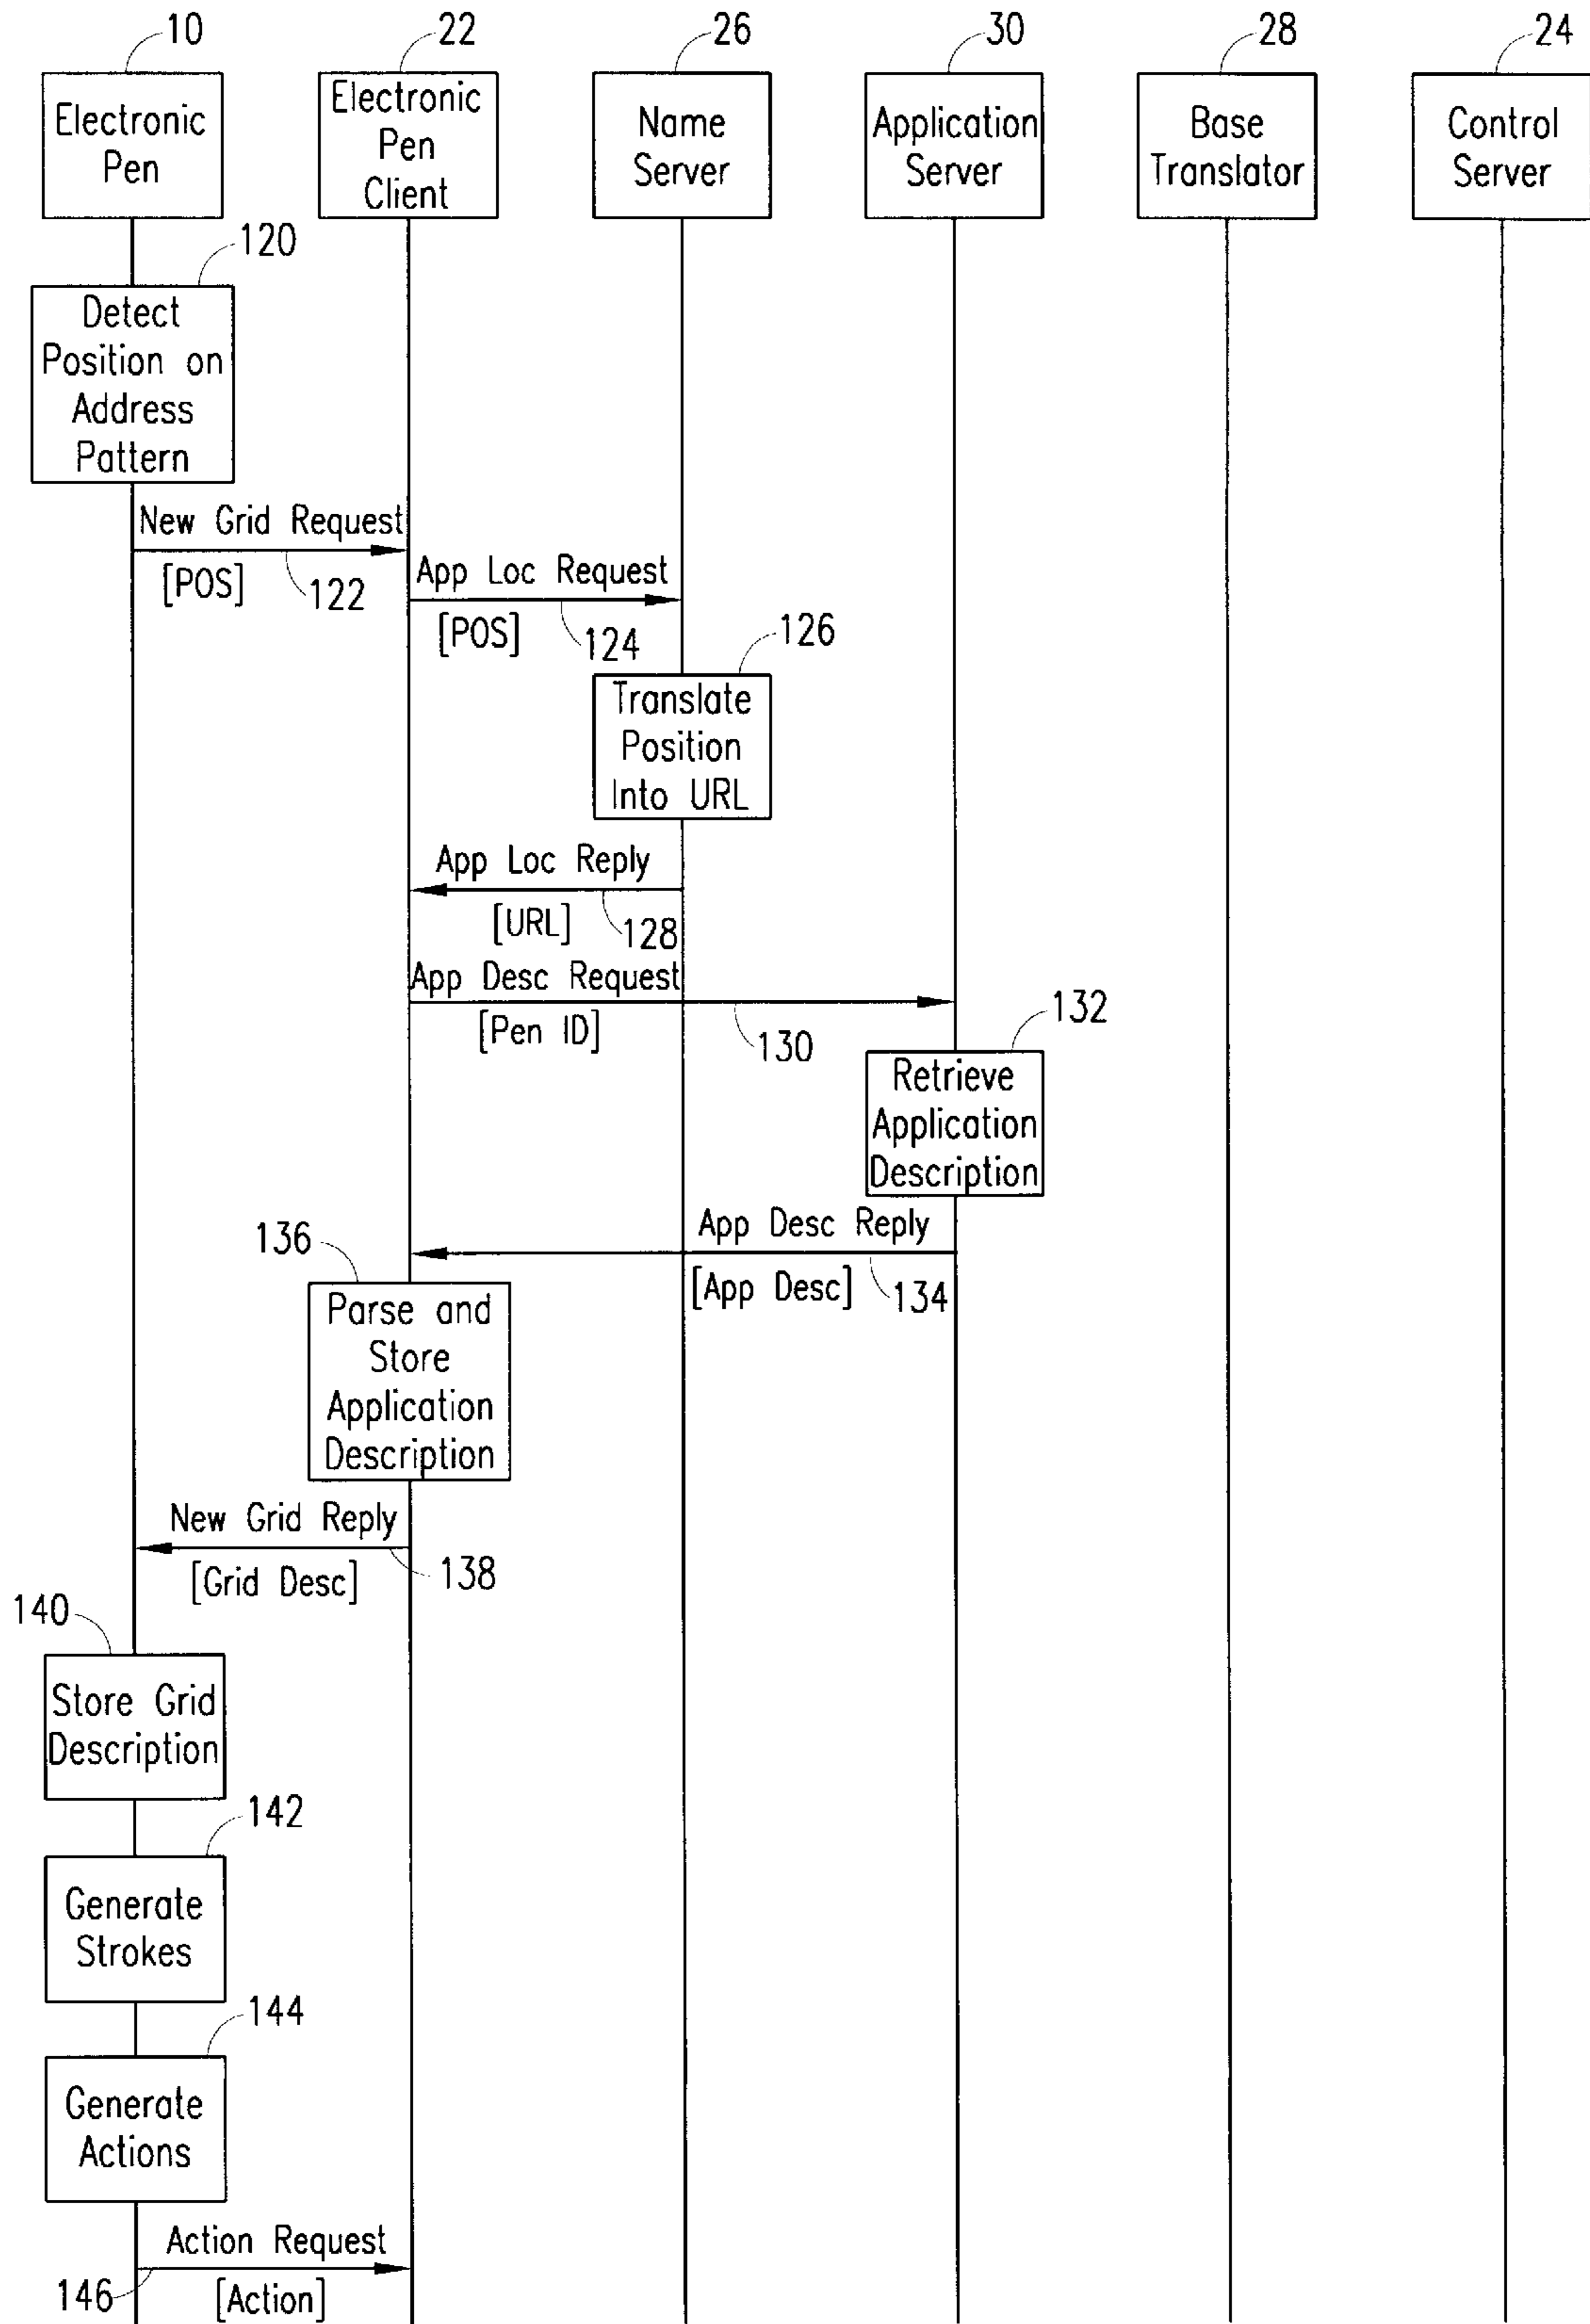 10
22
26
30
28
24
Electronic
Pen
Electronic
Pen
Client
Name
Server
Application
Server
Base
Translator
Control
Server
120
Detect
Position on
Address
Pattern
New Grid Request
[POS]
122
App Loc Request
[POS]
124
126
Translate
Position
Into URL
App Loc Reply
[URL]
128
App Desc Request
[Pen ID]
130
132
Retrieve
Application
Description
App Desc Reply
[App Desc]
134
136
Parse and
Store
Application
Description
New Grid Reply
[Grid Desc]
138
140
Store Grid
Description
142
Generate
Strokes
144
Generate
Actions
Action Request
146
[Action]